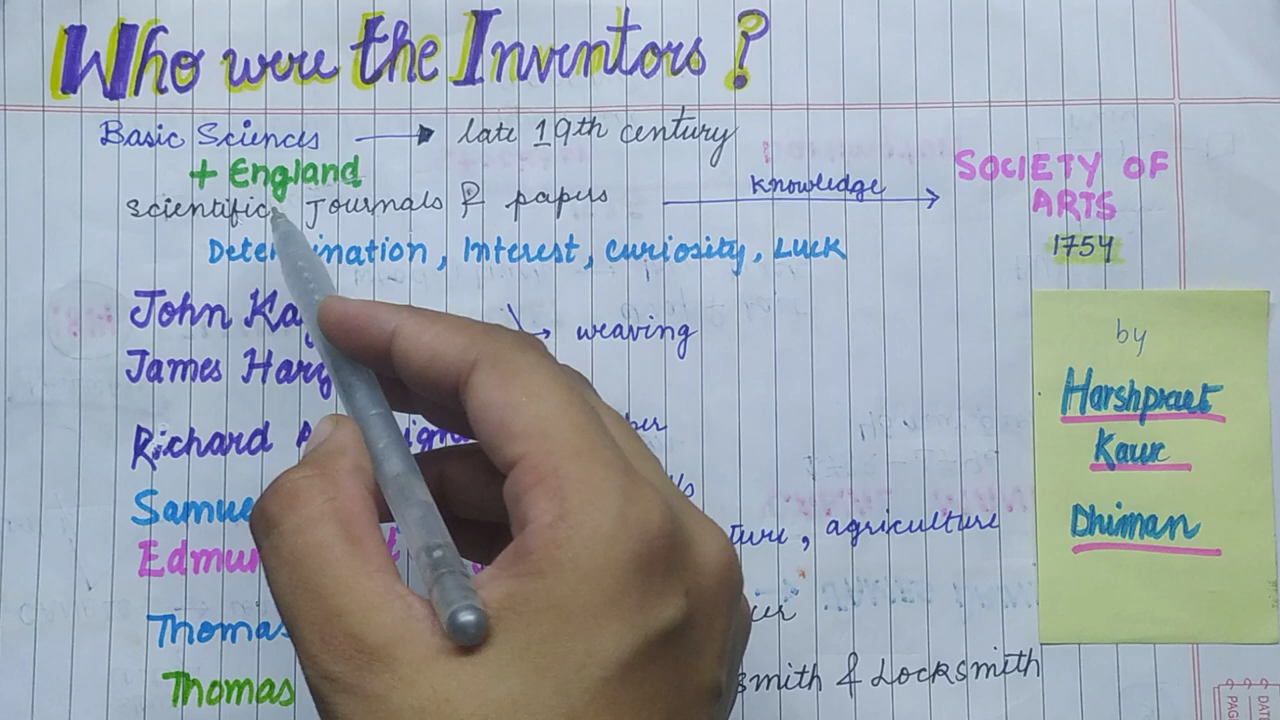 Who were the Inventors ?
Basic Sciences → late 19th century
+ England
Scientific Journals & papers
knowledge
SOCIETY OF
ARTS
1754
Determination, Interest, Curiosity, Luck
John
weaving
James
Richard
Samue
Edmun
ture, agriculture
Thomas
Thomas
smith & Locksmith
by
Harshpreet
Kaur
Dhiman